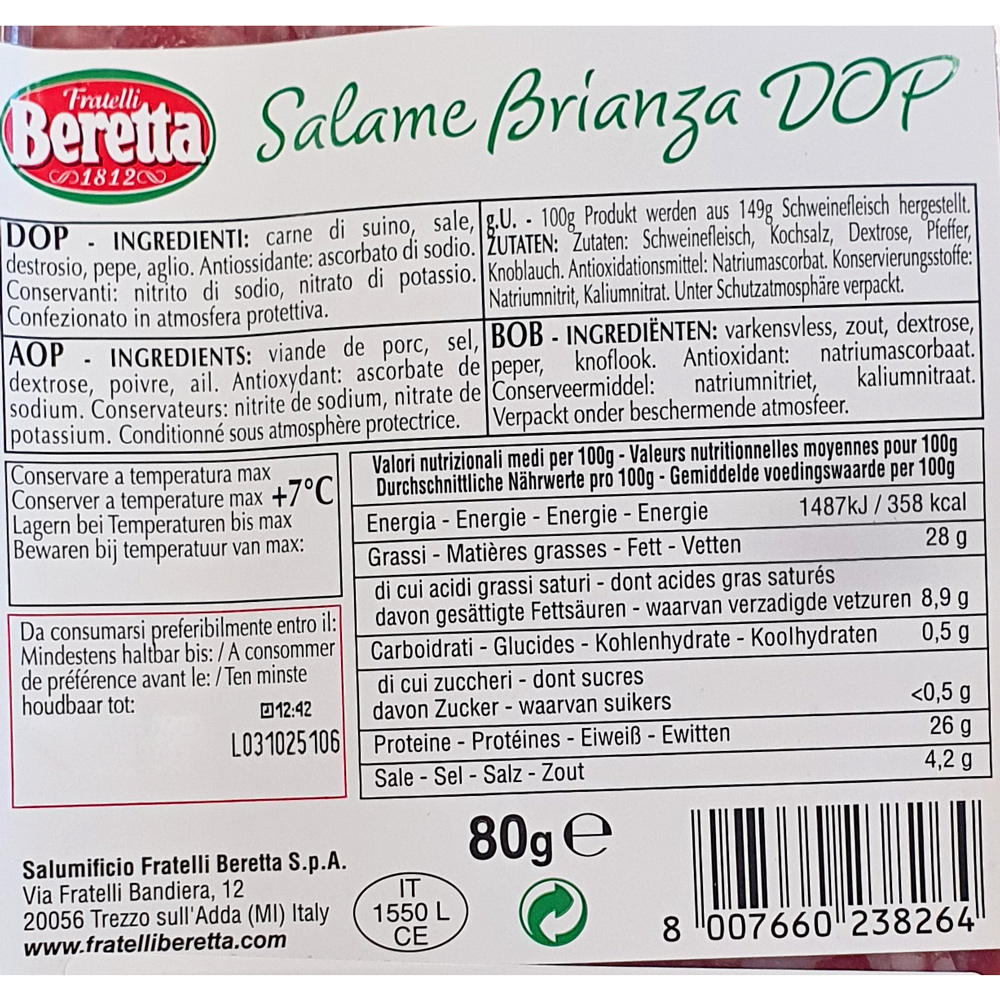 Fratelli
Beretta
1812
Salame Brianza DOP
DOP - INGREDIENTI: carne di suino, sale,
destrosio, pepe, aglio. Antiossidante: ascorbato di sodio.
Conservanti: nitrito di sodio, nitrato di potassio.
Confezionato in atmosfera protettiva.
g.U. - 100g Produkt werden aus 149g Schweinefleisch hergestellt.
ZUTATEN: Zutaten: Schweinefleisch, Kochsalz, Dextrose, Pfeffer,
Knoblauch. Antioxidationsmittel: Natriumascorbat. Konservierungsstoffe:
Natriumnitrit, Kaliumnitrat. Unter Schutzatmosphäre verpackt.
AOP - INGREDIENTS: viande de porc, sel,
dextrose, poivre, ail. Antioxydant: ascorbate de
sodium. Conservateurs: nitrite de sodium, nitrate de
potassium. Conditionné sous atmosphère protectrice.
BOB - INGREDIËNTEN: varkensvless, zout, dextrose,
peper, knoflook. Antioxidant: natriumascorbaat.
Conserveermiddel: natriumnitriet, kaliumnitraat.
Verpackt onder beschermende atmosfeer.
Conservare a temperatura max
Conserver a temperature max +7°C
Lagern bei Temperaturen bis max
Bewaren bij temperatuur van max:
Da consumarsi preferibilmente entro il:
Mindestens haltbar bis: / A consommer
de préférence avant le: / Ten minste
houdbaar tot:
12:42
L031025106
Valori nutrizionali medi per 100g - Valeurs nutritionnelles moyennes pour 100g
Durchschnittliche Nährwerte pro 100g - Gemiddelde voedingswaarde per 100g
Energia - Energie - Energie - Energie 1487kJ / 358 kcal
Grassi - Matières grasses - Fett - Vetten 28 g
di cui acidi grassi saturi - dont acides gras saturés
davon gesättigte Fettsäuren - waarvan verzadigde vetzuren 8,9 g
Carboidrati - Glucides - Kohlenhydrate - Koolhydraten 0,5 g
di cui zuccheri - dont sucres
davon Zucker - waarvan suikers <0,5 g
Proteine - Protéines - Eiweiß - Ewitten 26 g
Sale - Sel - Salz - Zout 4,2 g
80g e
Salumificio Fratelli Beretta S.p.A.
Via Fratelli Bandiera, 12
20056 Trezzo sull'Adda (MI) Italy
www.fratelliberetta.com
IT
1550 L
CE
8 007660 238264